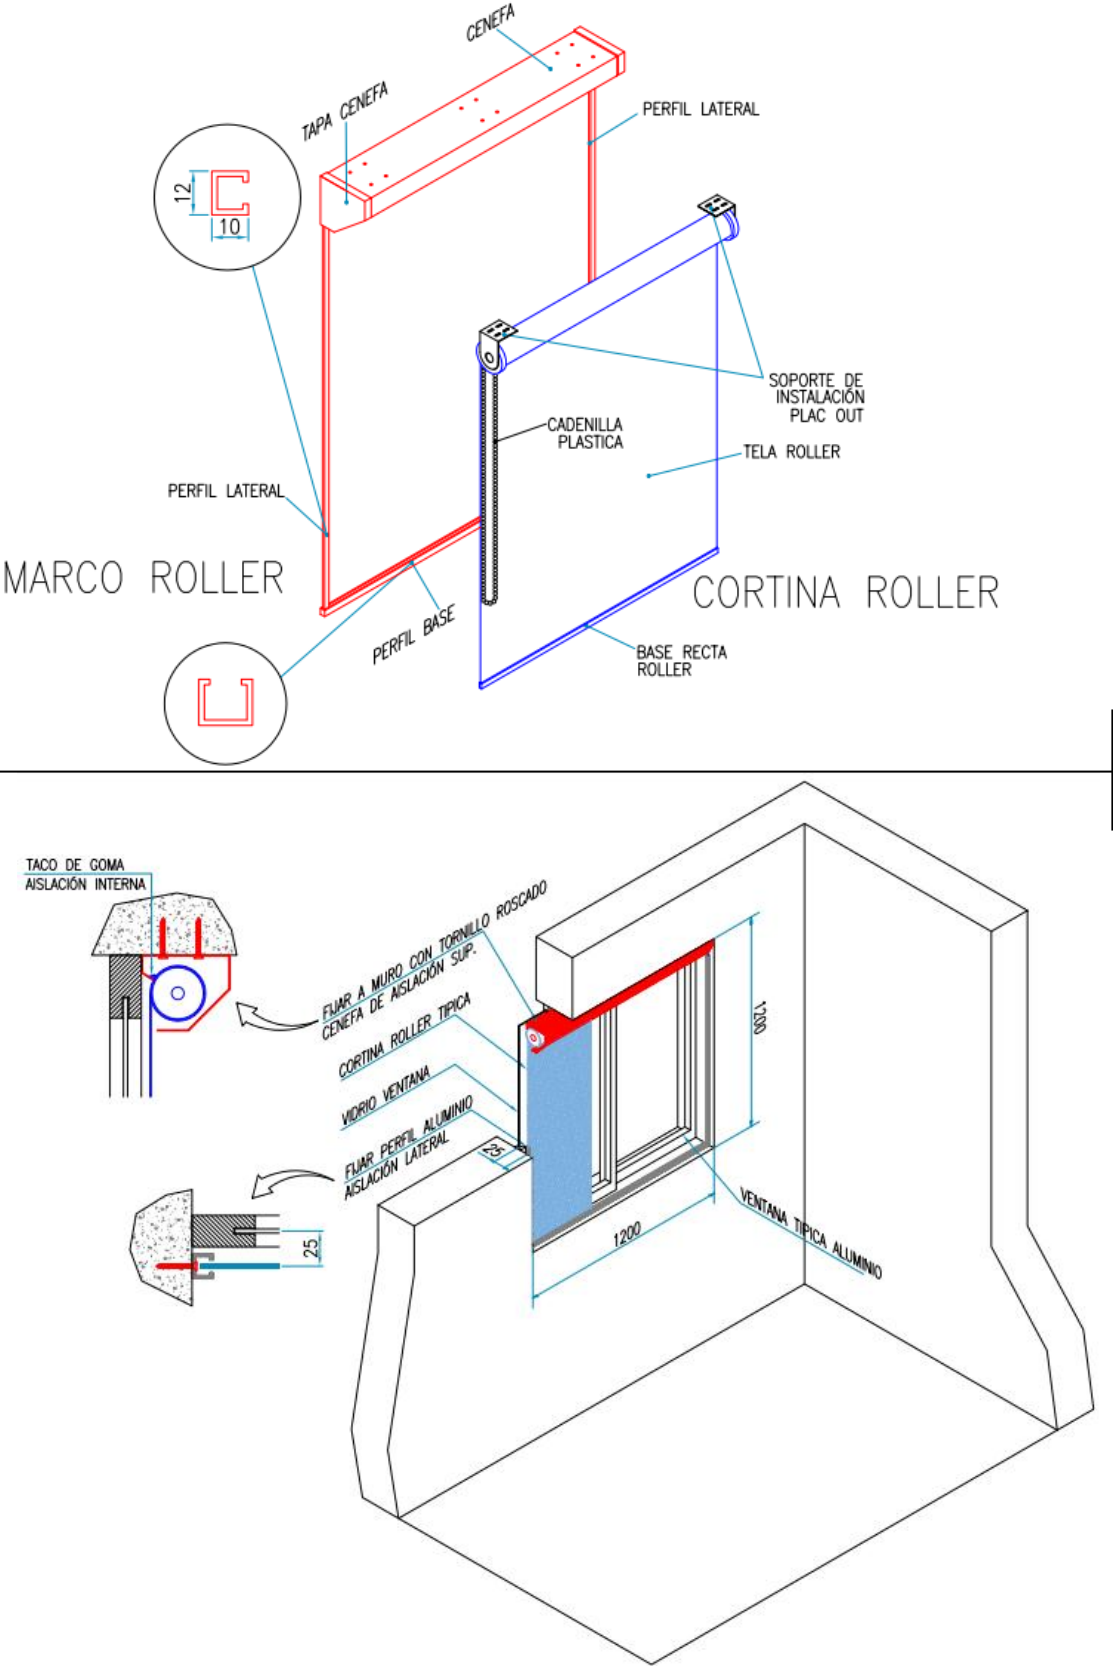 CENEFA
TAPA CENEFA
PERFIL LATERAL
12
10
SOPORTE DE
INSTALACIÓN
PLAC OUT
CADENILLA
PLASTICA
TELA ROLLER
PERFIL LATERAL
MARCO ROLLER
CORTINA ROLLER
PERFIL BASE
BASE RECTA
ROLLER
TACO DE GOMA
AISLACIÓN INTERNA
FIJAR A MURO CON TORNILLO ROSCADO
CENEFA DE AISLACIÓN SUP.
CORTINA ROLLER TIPICA
VIDRIO VENTANA
FIJAR PERFIL ALUMINIO
AISLACIÓN LATERAL
25
1200
1200
VENTANA TIPICA ALUMINIO
25